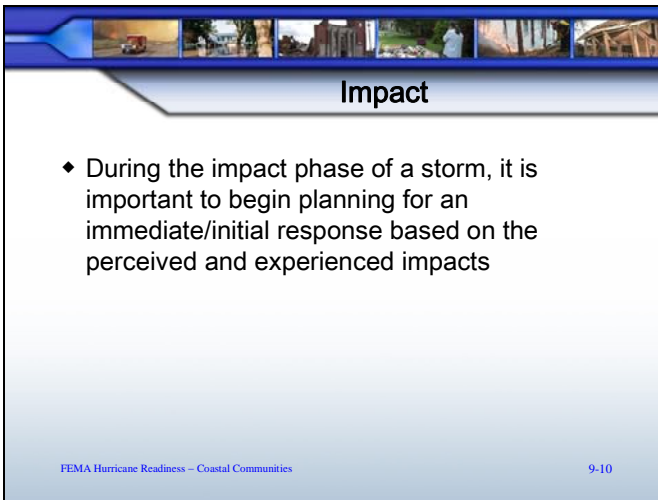 Impact
◆ During the impact phase of a storm, it is
important to begin planning for an
immediate/initial response based on the
perceived and experienced impacts
FEMA Hurricane Readiness – Coastal Communities 9-10